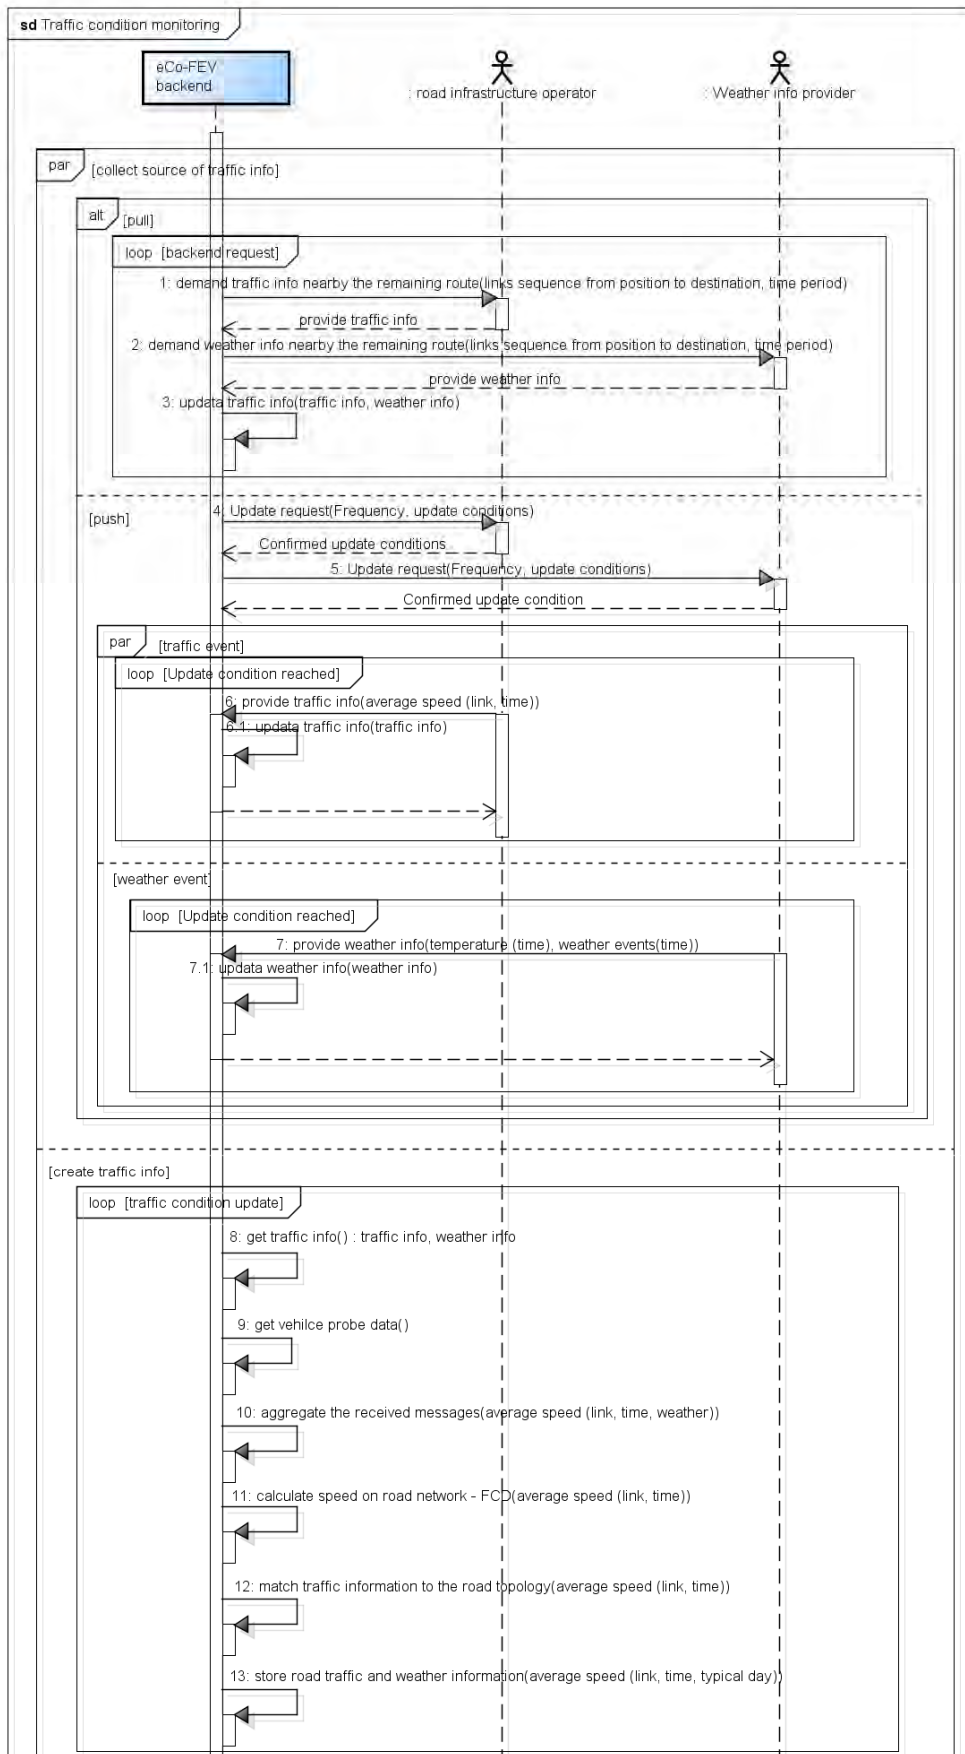 sd Traffic condition monitoring
eCo-FEV
backend
: road infrastructure operator
: Weather info provider
par
[collect source of traffic info]
alt
[pull]
loop [backend request]
1: demand traffic info nearby the remaining route(links sequence from position to destination, time period)
provide traffic info
2: demand weather info nearby the remaining route(links sequence from position to destination, time period)
provide weather info
3: updata traffic info(traffic info, weather info)
[push]
4: Update request(Frequency, update conditions)
Confirmed update conditions
5: Update request(Frequency, update conditions)
Confirmed update condition
par
[traffic event]
loop [Update condition reached]
6: provide traffic info(average speed (link, time))
6.1: updata traffic info(traffic info)
[weather event]
loop [Update condition reached]
7: provide weather info(temperature (time), weather events(time))
7.1: updata weather info(weather info)
[create traffic info]
loop [traffic condition update]
8: get traffic info() : traffic info, weather info
9: get vehilce probe data()
10: aggregate the received messages(average speed (link, time, weather))
11: calculate speed on road network - FCD(average speed (link, time))
12: match traffic information to the road topology(average speed (link, time))
13: store road traffic and weather information(average speed (link, time, typical day))